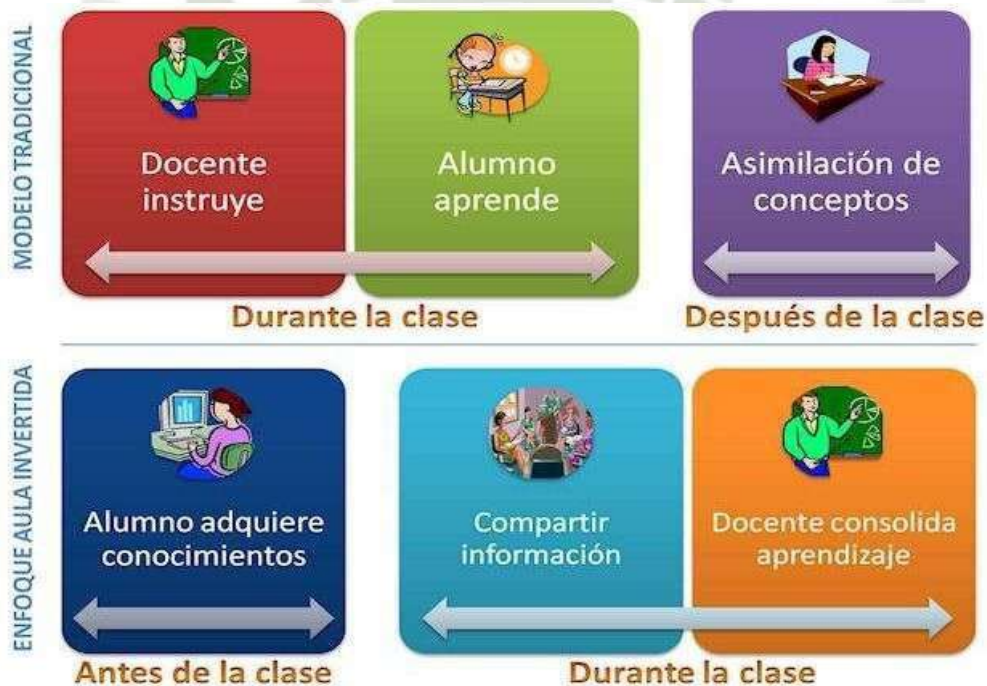 MODELO TRADICIONAL
Docente
instruye
Alumno
aprende
Asimilación de
conceptos
Durante la clase
Después de la clase
ENFOQUE AULA INVERTIDA
Alumno adquiere
conocimientos
Compartir
información
Docente consolida
aprendizaje
Antes de la clase
Durante la clase